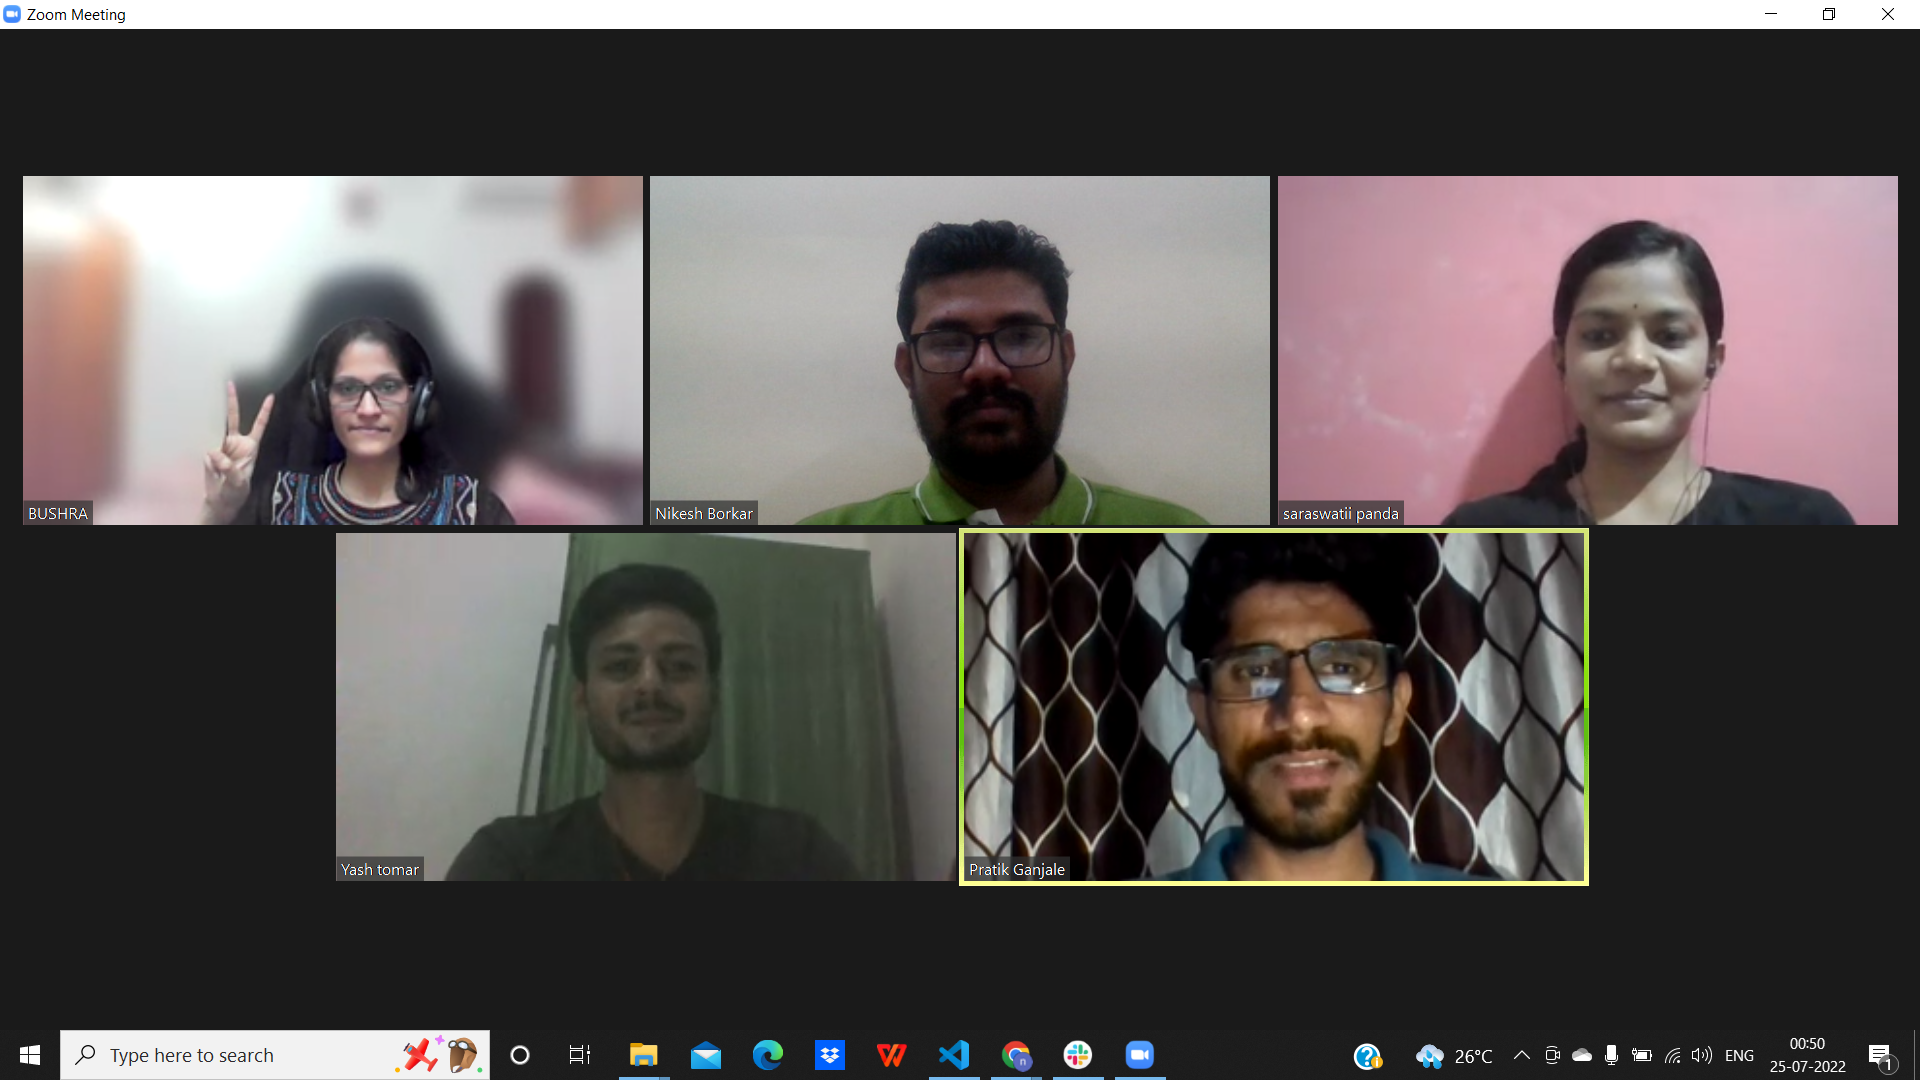 Zoom Meeting
BUSHRA
Nikesh Borkar
saraswatii panda
Yash tomar
Pratik Ganjale
Type here to search
26°C
ENG
00:50
25-07-2022
1